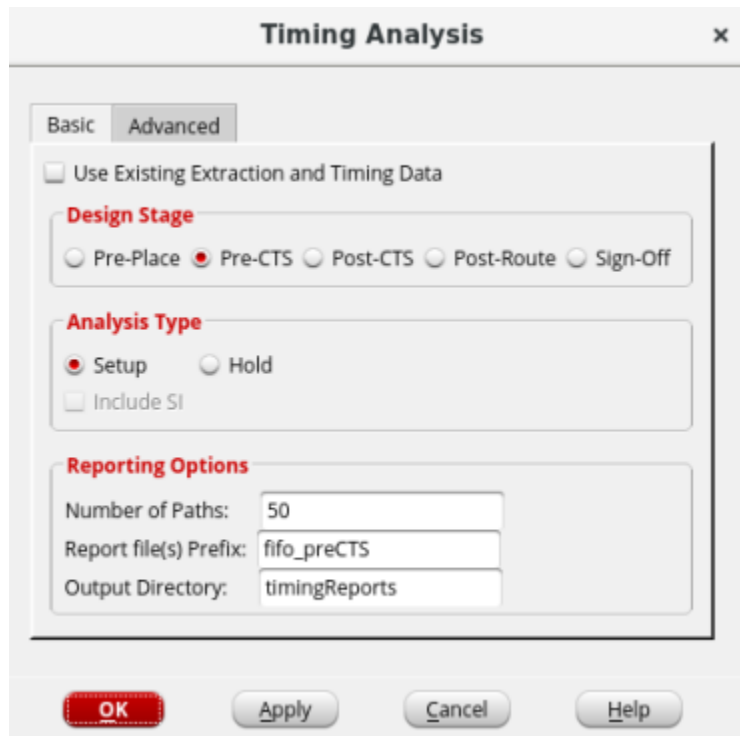 Timing Analysis ×
Basic Advanced
Use Existing Extraction and Timing Data
Design Stage
Pre-Place Pre-CTS Post-CTS Post-Route Sign-Off
Analysis Type
Setup Hold
Include SI
Reporting Options
Number of Paths: 50
Report file(s) Prefix: fifo_preCTS
Output Directory: timingReports
OK Apply Cancel Help